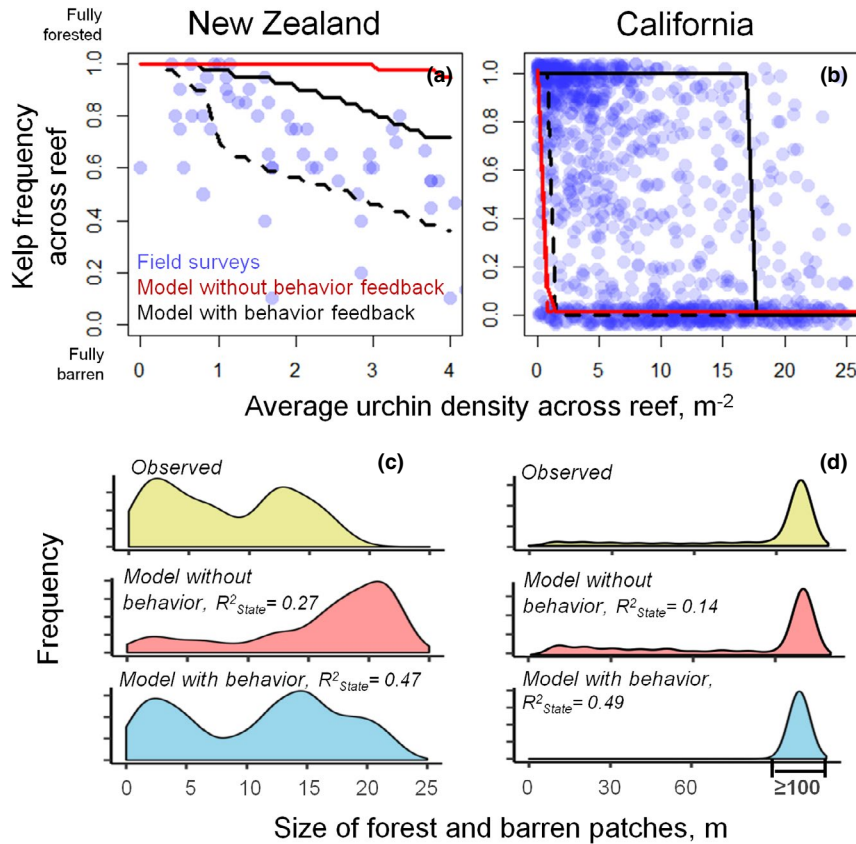 New Zealand
California
Fully
forested
(a)
(b)
Kelp frequency
across reef
1.0
0.8
0.6
0.4
0.2
0.0
1.0
0.8
0.6
0.4
0.2
0.0
Field surveys
Model without behavior feedback
Model with behavior feedback
Fully
barren
0 1 2 3 4
0 5 10 15 20 25
Average urchin density across reef, m-2
Observed
(c)
Observed
(d)
Frequency
Model without
behavior, R2State= 0.27
Model without
behavior, R2State= 0.14
Model with behavior, R2State= 0.47
Model with behavior,
R2State= 0.49
0 5 10 15 20 25
0 30 60 ≥100
Size of forest and barren patches, m